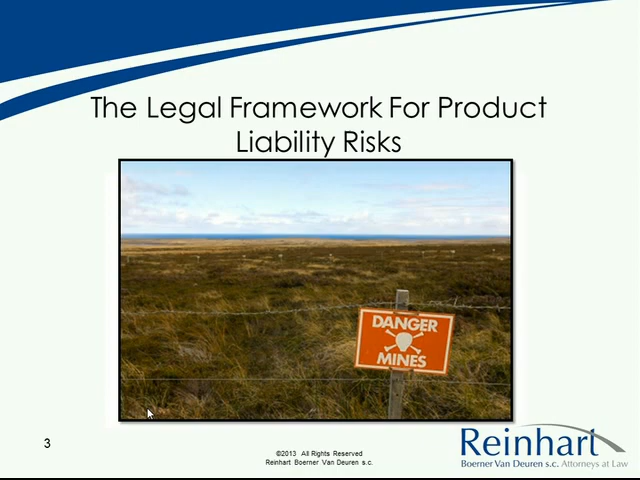 The Legal Framework For Product
Liability Risks
DANGER
MINES
3
©2013 All Rights Reserved
Reinhart Boerner Van Deuren s.c.
Reinhart
Boerner Van Deuren s.c. Attorneys at Law